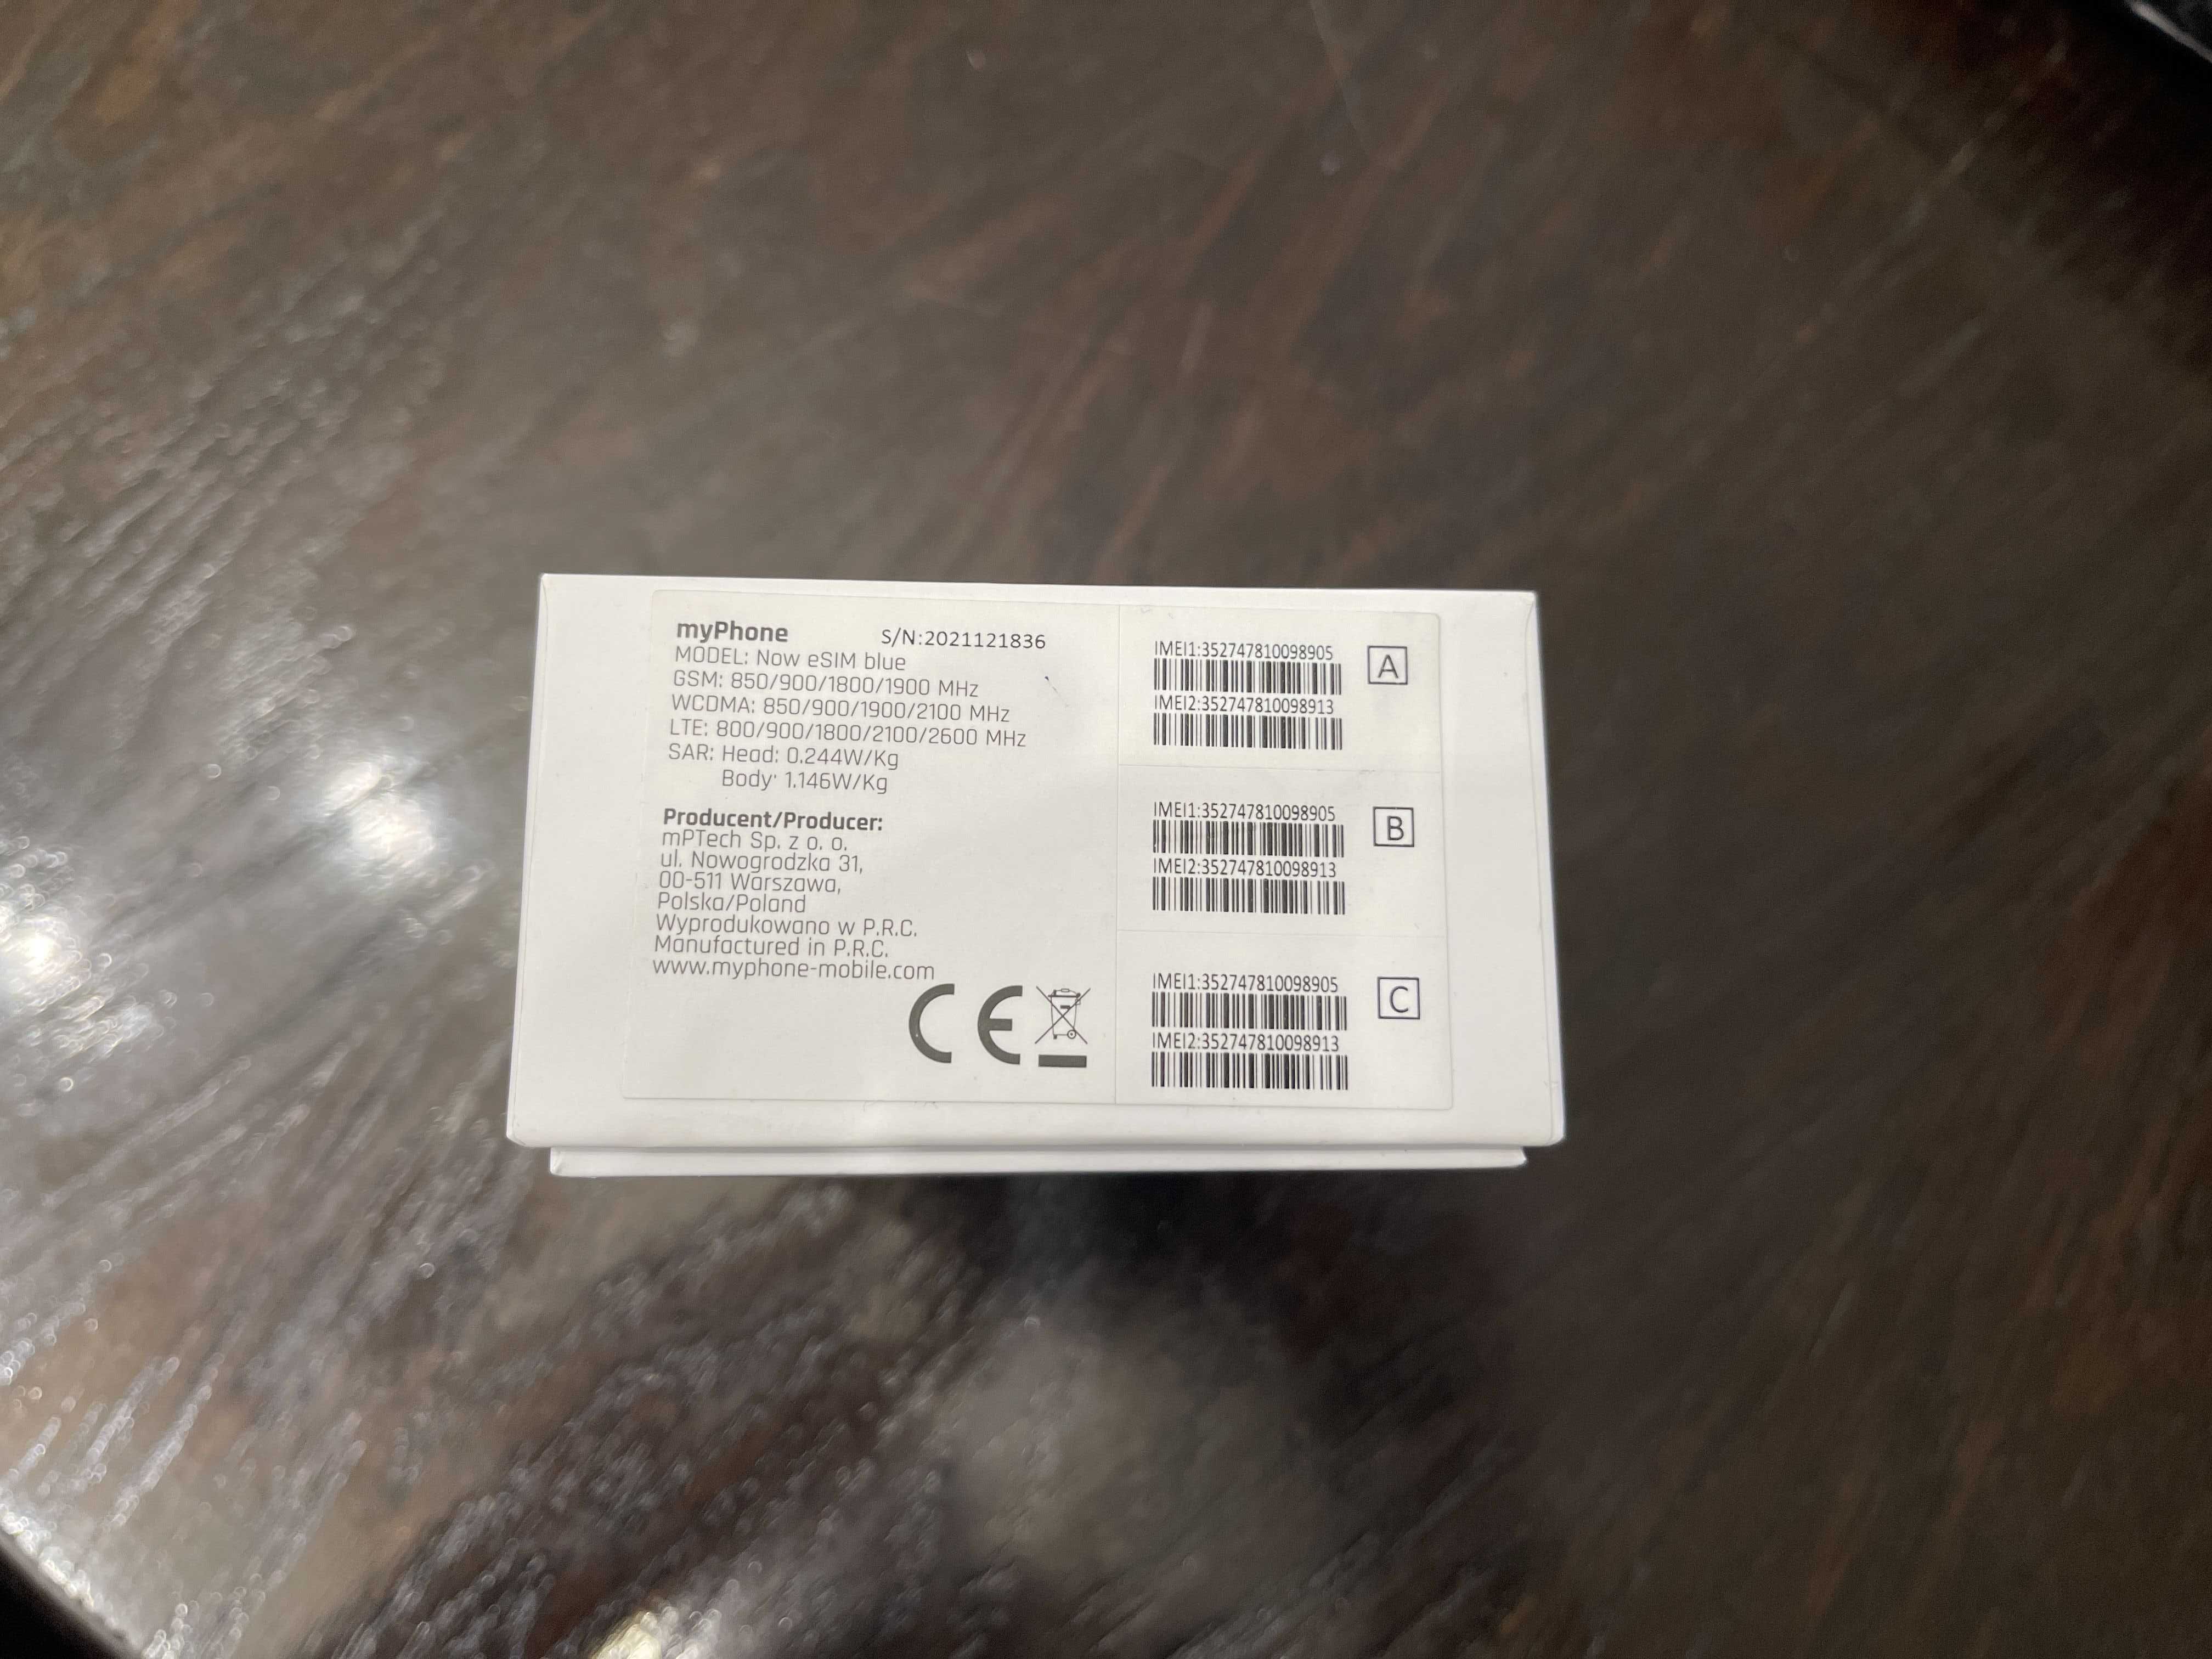 myPhone S/N:2021121836
MODEL: Now eSIM blue
GSM: 850/900/1800/1900 MHz
WCDMA: 850/900/1900/2100 MHz
LTE: 800/900/1800/2100/2600 MHz
SAR: Head: 0.244W/Kg
Body: 1.146W/Kg
Producent/Producer:
mPTech Sp. z o. o.
ul. Nowogrodzka 31,
00-511 Warszawa,
Polska/Poland
Wyprodukowano w P.R.C.
Manufactured in P.R.C.
www.myphone-mobile.com
CE
IMEI1:352747810098905
A
IMEI2:352747810098913
IMEI1:352747810098905
B
IMEI2:352747810098913
IMEI1:352747810098905
C
IMEI2:352747810098913